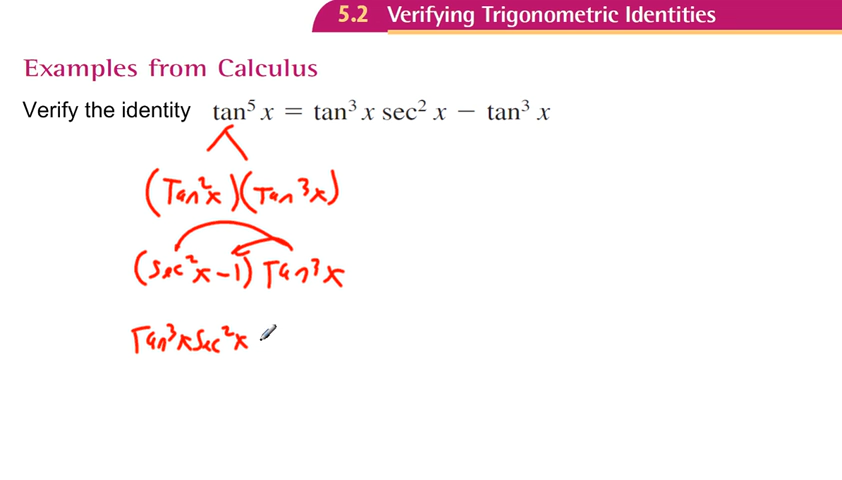 5.2 Verifying Trigonometric Identities
Examples from Calculus
Verify the identity tan⁵ x = tan³ x sec² x − tan³ x
(Tan²x)(Tan³x)
(sec²x-1)Tan³x
Tan³xsec²x